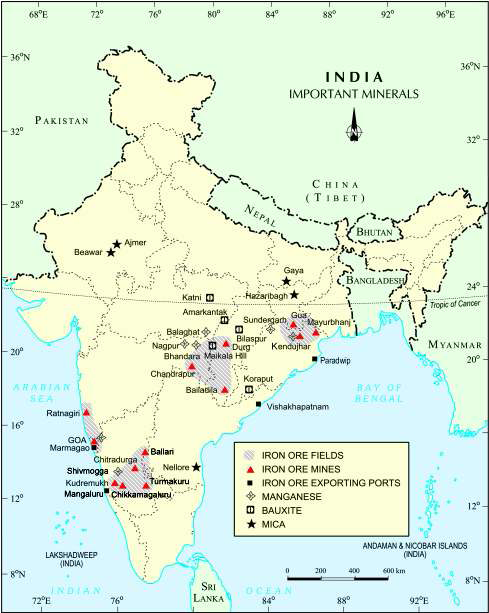 68°E
72°
76°
80°
84°
88°
92°
96°E
36°N
36°N
INDIA
IMPORTANT MINERALS
N
PAKISTAN
32°
32°
CHINA
(TIBET)
28°
28°
NEPAL
BHUTAN
Ajmer
Beawar
Gaya
Hazaribagh
BANGLADESH
24°
Katni
Tropic of Cancer
Amarkantak
Sundergarh
Gua
Mayurbhanj
Balaghat
Bilaspur
MYANMAR
Nagpur
Durg
Kendujhar
20°
20°
Bhandara
Maikala Hill
Paradwip
Chandrapur
Koraput
Bailadila
ARABIAN
SEA
BAY OF
BENGAL
Ratnagiri
Vishakhapatnam
16°
16°
GOA
Marmagao
Ballari
Chitradurga
Shivmogga
Nellore
Kudremukh
Tumakuru
Mangaluru
Chikkamagaluru
12°
12°
IRON ORE FIELDS
IRON ORE MINES
IRON ORE EXPORTING PORTS
MANGANESE
BAUXITE
MICA
LAKSHADWEEP
(INDIA)
ANDAMAN & NICOBAR ISLANDS
(INDIA)
8°N
8°N
0 200 400 600 km
INDIAN
SRI
LANKA
OCEAN
72°E
76°
84°
88°
92°E